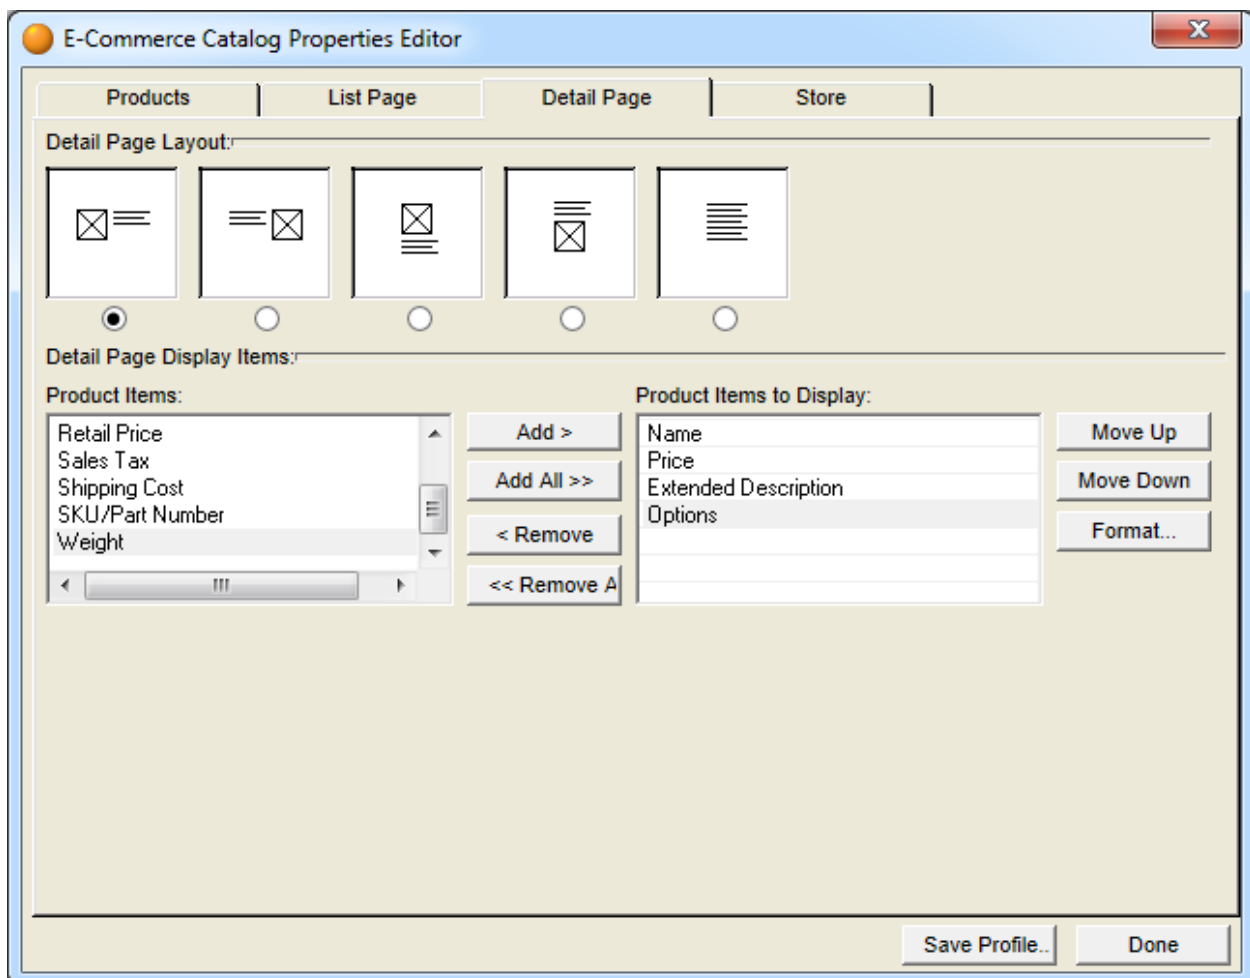 E-Commerce Catalog Properties Editor
Products List Page Detail Page Store
Detail Page Layout:
Detail Page Display Items:
Product Items: Product Items to Display:
Retail Price Add > Name Move Up
Sales Tax Price
Shipping Cost Add All >> Extended Description Move Down
SKU/Part Number Options
Weight < Remove Format...
<< Remove A
Save Profile.. Done